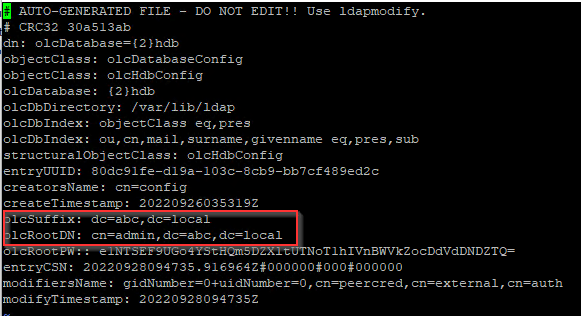 # AUTO-GENERATED FILE - DO NOT EDIT!! Use ldapmodify.
# CRC32 30a513ab
dn: olcDatabase={2}hdb
objectClass: olcDatabaseConfig
objectClass: olcHdbConfig
olcDatabase: {2}hdb
olcDbDirectory: /var/lib/ldap
olcDbIndex: objectClass eq,pres
olcDbIndex: ou,cn,mail,surname,givenname eq,pres,sub
structuralObjectClass: olcHdbConfig
entryUUID: 80dc91fe-d19a-103c-8cb9-bb7cf489ed2c
creatorsName: cn=config
createTimestamp: 20220926035319Z
olcSuffix: dc=abc,dc=local
olcRootDN: cn=admin,dc=abc,dc=local
olcRootPW:: e1NTSEF9UGo4YStHQm5DZXltUTNoT1hIVnBWVkZocDdVdDNDZTQ=
entryCSN: 20220928094735.916964Z#000000#000#000000
modifiersName: gidNumber=0+uidNumber=0,cn=peercred,cn=external,cn=auth
modifyTimestamp: 20220928094735Z